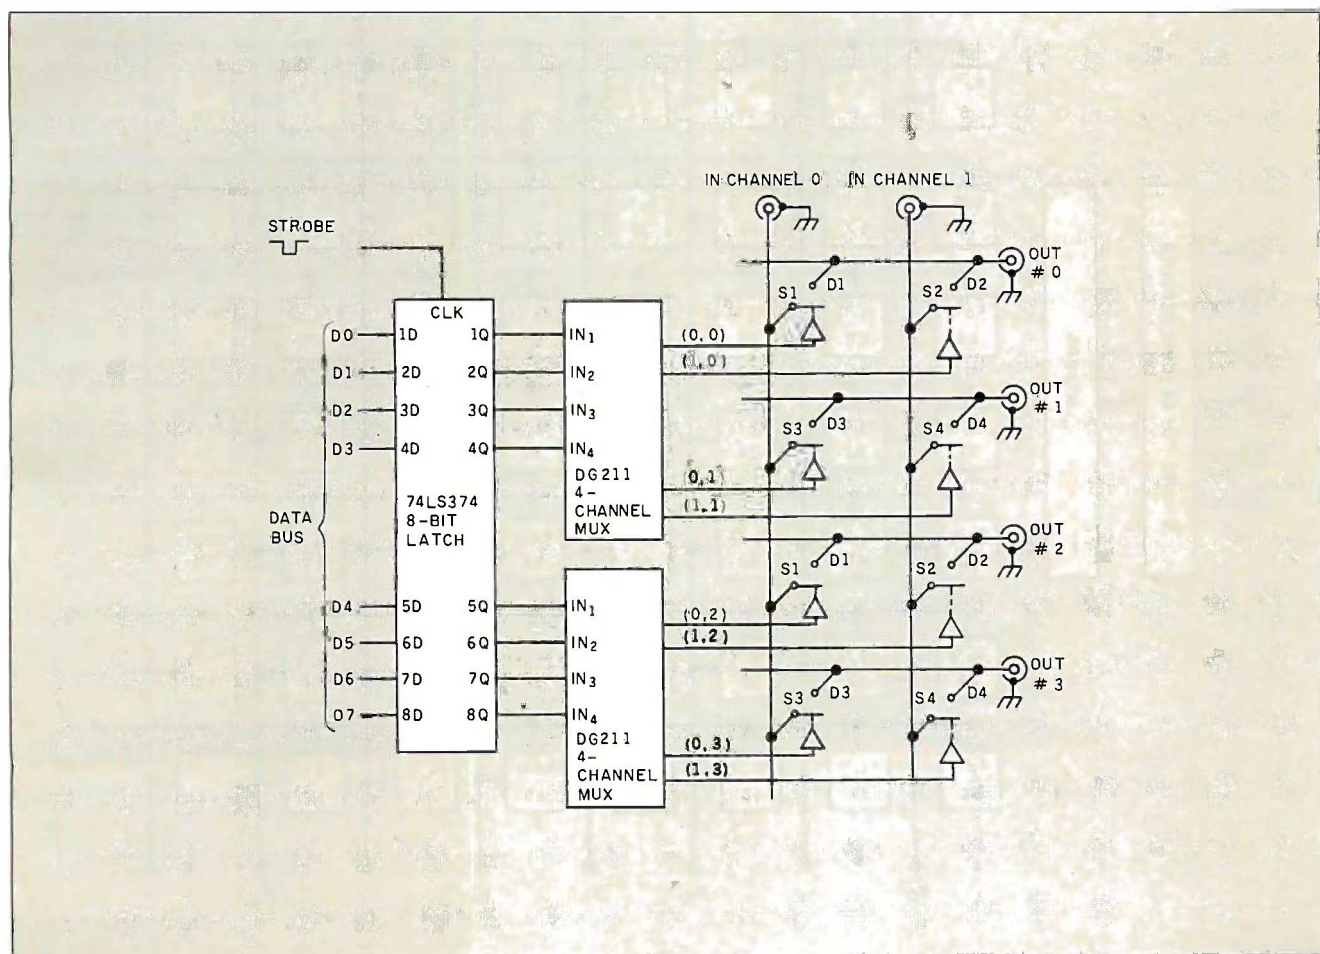 IN CHANNEL 0 IN CHANNEL 1
STROBE
OUT
# 0
D1
D2
S1
S2
CLK
D0 1D 1Q IN1 (0,0)
D1 2D 2Q IN2 (1,0)
OUT
# 1
D2 3D 3Q IN3
D3
D4
S3
S4
D3 4D 4Q IN4
DG211
4-
CHANNEL
MUX
(0,1)
(1,1)
74LS374
8-BIT
LATCH
DATA
BUS
OUT
# 2
D1
D2
S1
S2
D4 5D 5Q IN1 (0,2)
D5 6D 6Q IN2 (1,2)
OUT
# 3
D6 7D 7Q IN3
D3
D4
S3
S4
D7 8D 8Q IN4
DG211
4-
CHANNEL
MUX
(0,3)
(1,3)